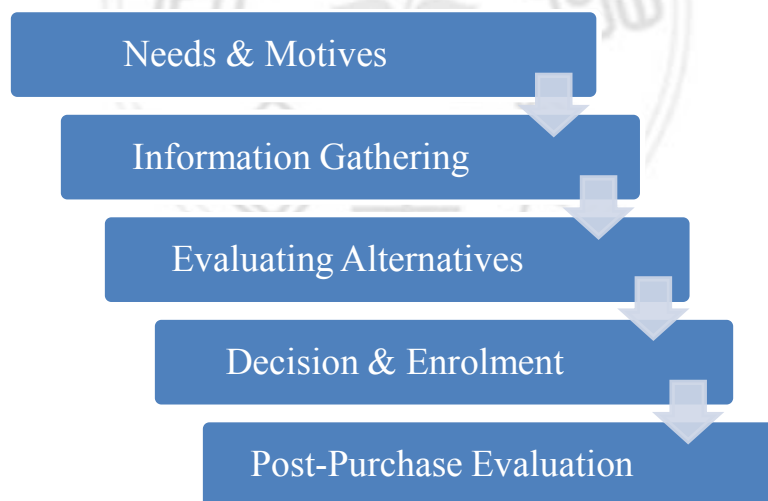 Needs & Motives
Information Gathering
Evaluating Alternatives
Decision & Enrolment
Post-Purchase Evaluation